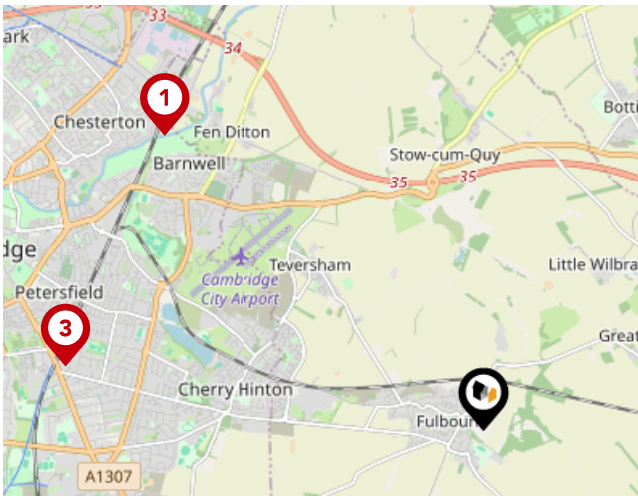 33
33
ark
34
1
Chesterton
Fen Ditton
Botti
Barnwell
Stow-cum-Quy
35
35
dge
Teversham
Little Wilbra
Cambridge
City Airport
Petersfield
3
Great
Cherry Hinton
Fulbourn
A1307